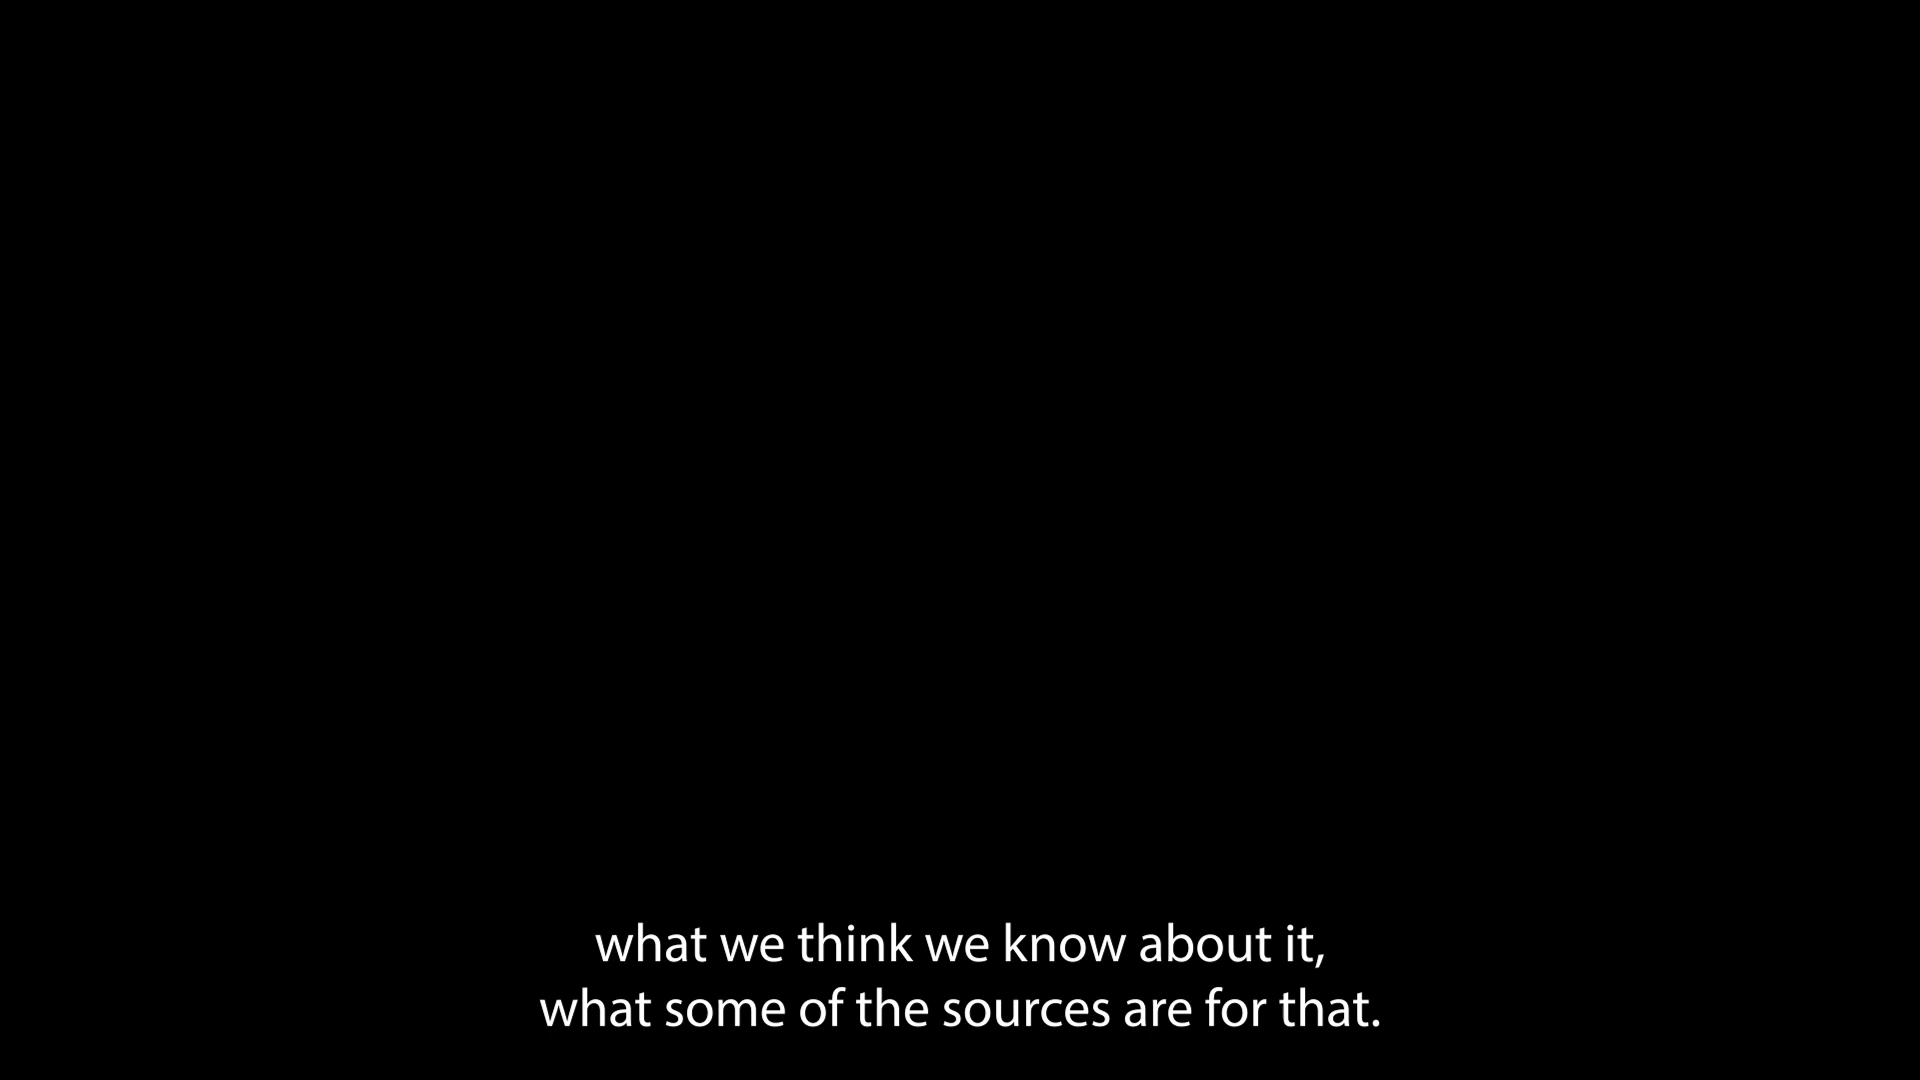 what we think we know about it,
what some of the sources are for that.